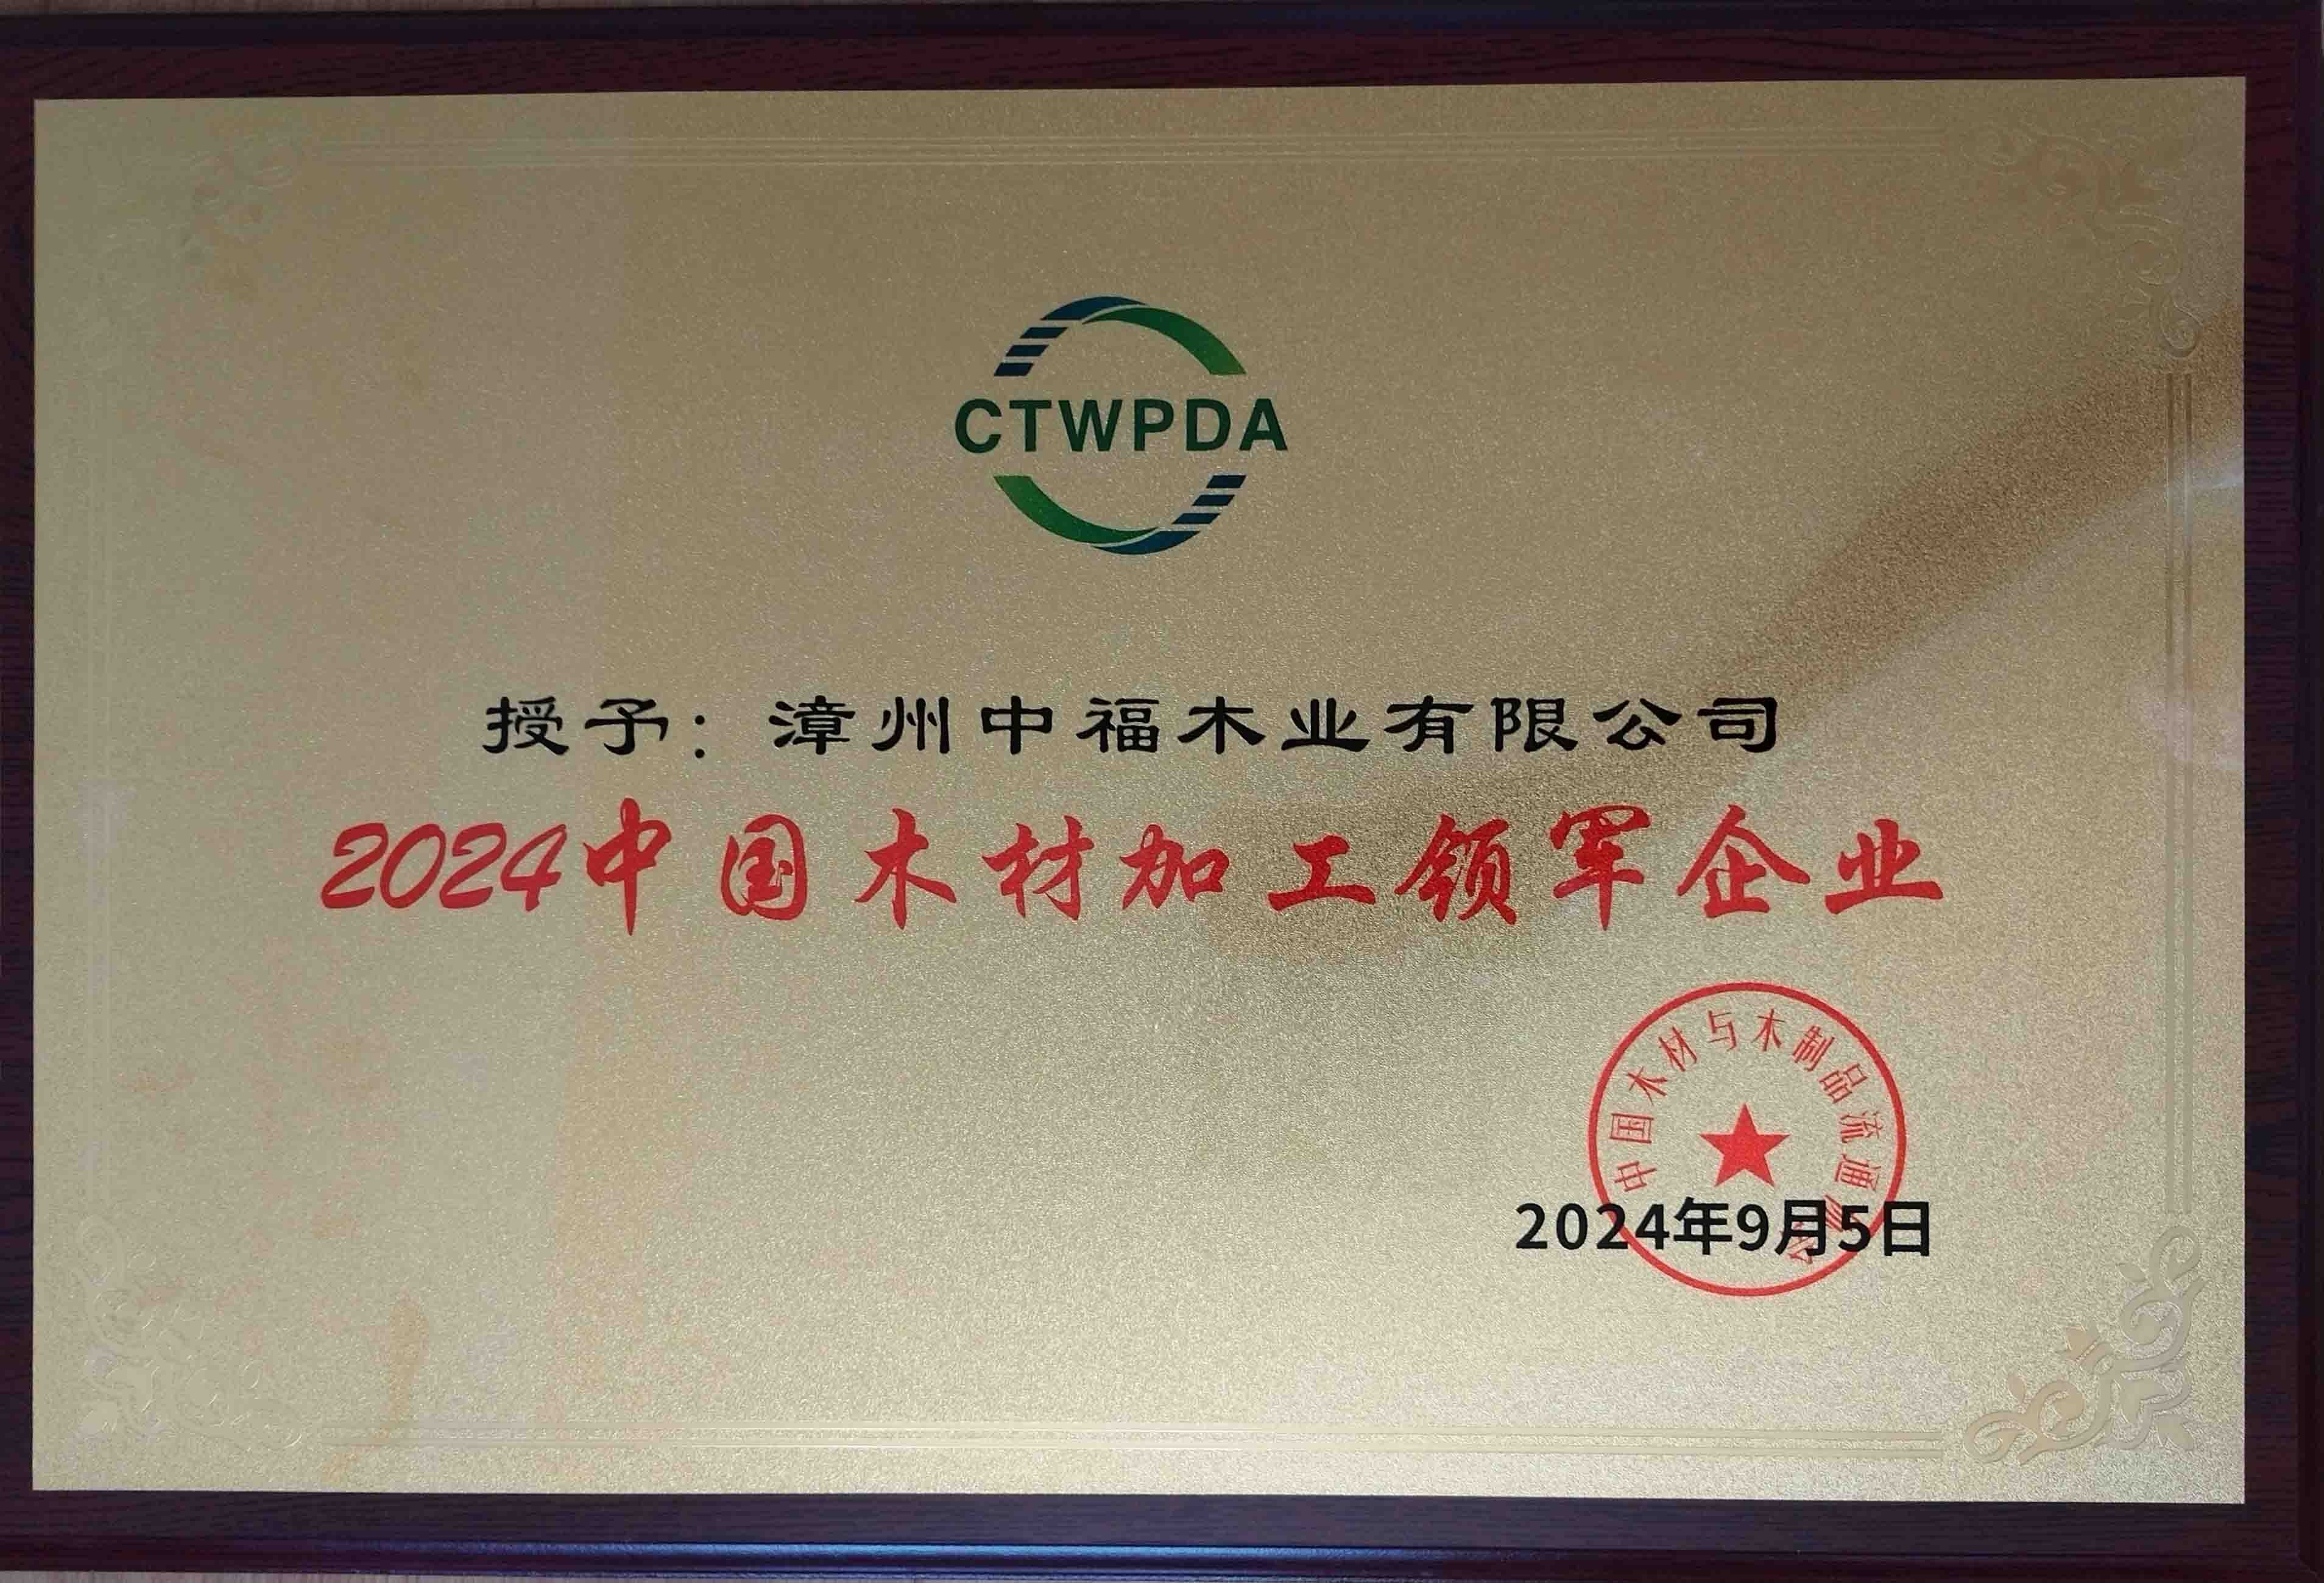 CTWPDA
授予：漳州中福木业有限公司
2024中国木材加工领军企业
中国木材与木制品流通协会
2024年9月5日